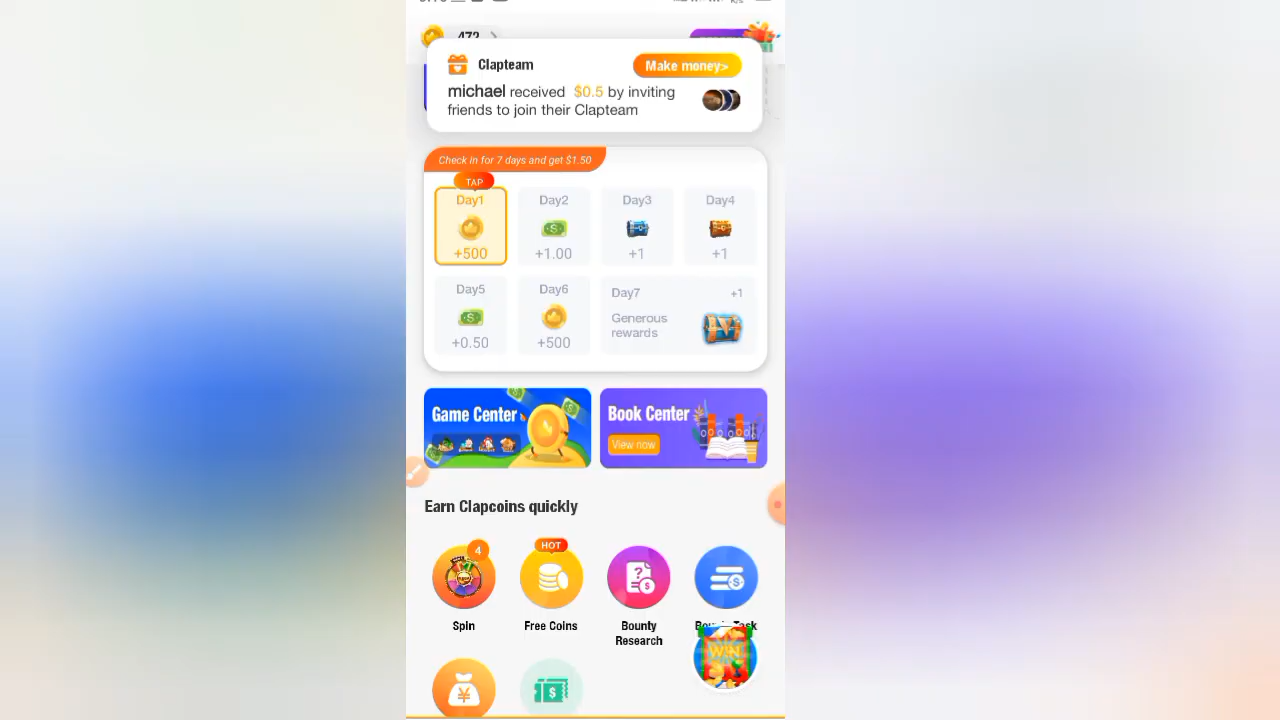 472
Clapteam
Make money>
michael received $0.5 by inviting
friends to join their Clapteam
Check in for 7 days and get $1.50
TAP
Day1
Day2
Day3
Day4
+500
+1.00
+1
+1
Day5
Day6
Day7
+1
Generous
rewards
+0.50
+500
Game Center
Book Center
View now
Earn Clapcoins quickly
4
HOT
Spin
Free Coins
Bounty
Research
Task
WIN